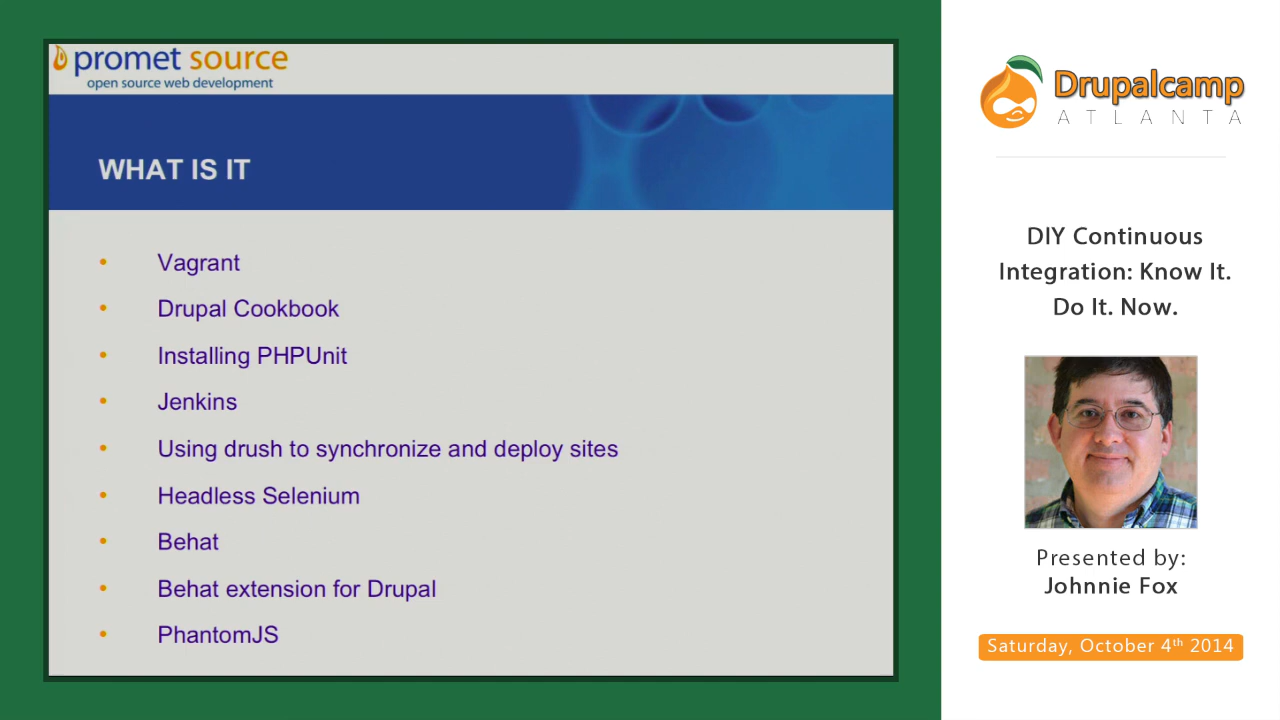 promet source
open source web development
WHAT IS IT
• Vagrant
• Drupal Cookbook
• Installing PHPUnit
• Jenkins
• Using drush to synchronize and deploy sites
• Headless Selenium
• Behat
• Behat extension for Drupal
• PhantomJS
Drupalcamp
ATLANTA
DIY Continuous
Integration: Know It.
Do It. Now.
Presented by:
Johnnie Fox
Saturday, October 4th 2014